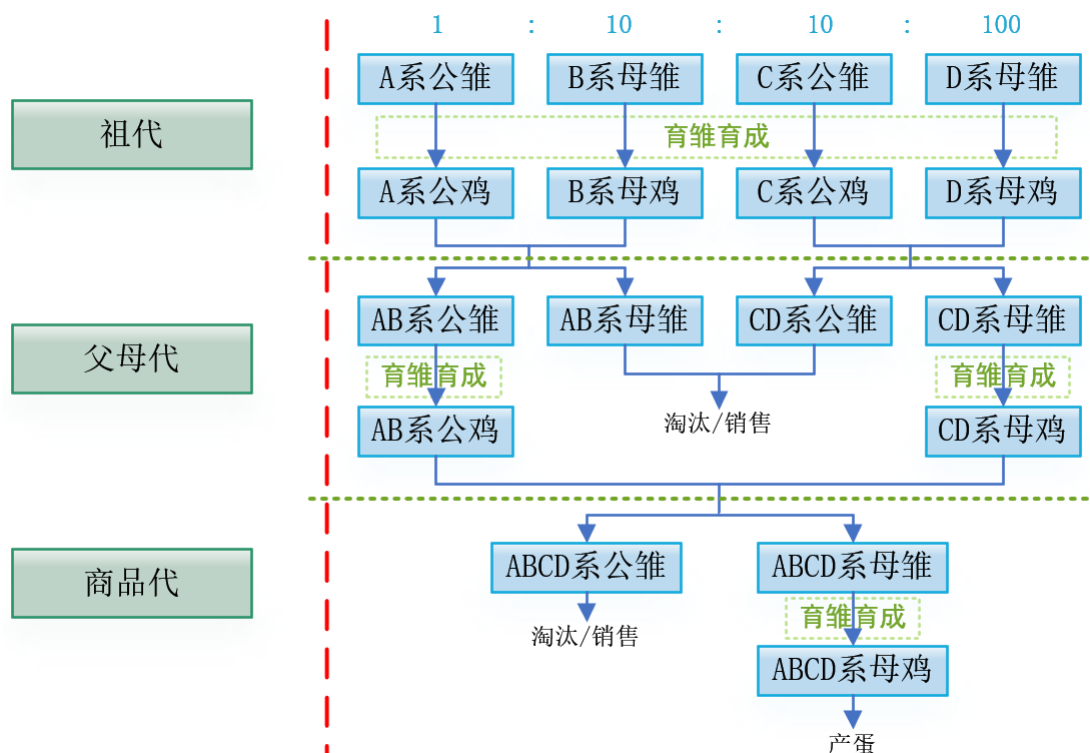 1 : 10 : 10 : 100
A系公雏 B系母雏 C系公雏 D系母雏
祖代
育雏育成
A系公鸡 B系母鸡 C系公鸡 D系母鸡
AB系公雏 AB系母雏 CD系公雏 CD系母雏
父母代
育雏育成 育雏育成
淘汰/销售
AB系公鸡 CD系母鸡
ABCD系公雏 ABCD系母雏
商品代
育雏育成
淘汰/销售
ABCD系母鸡
产蛋